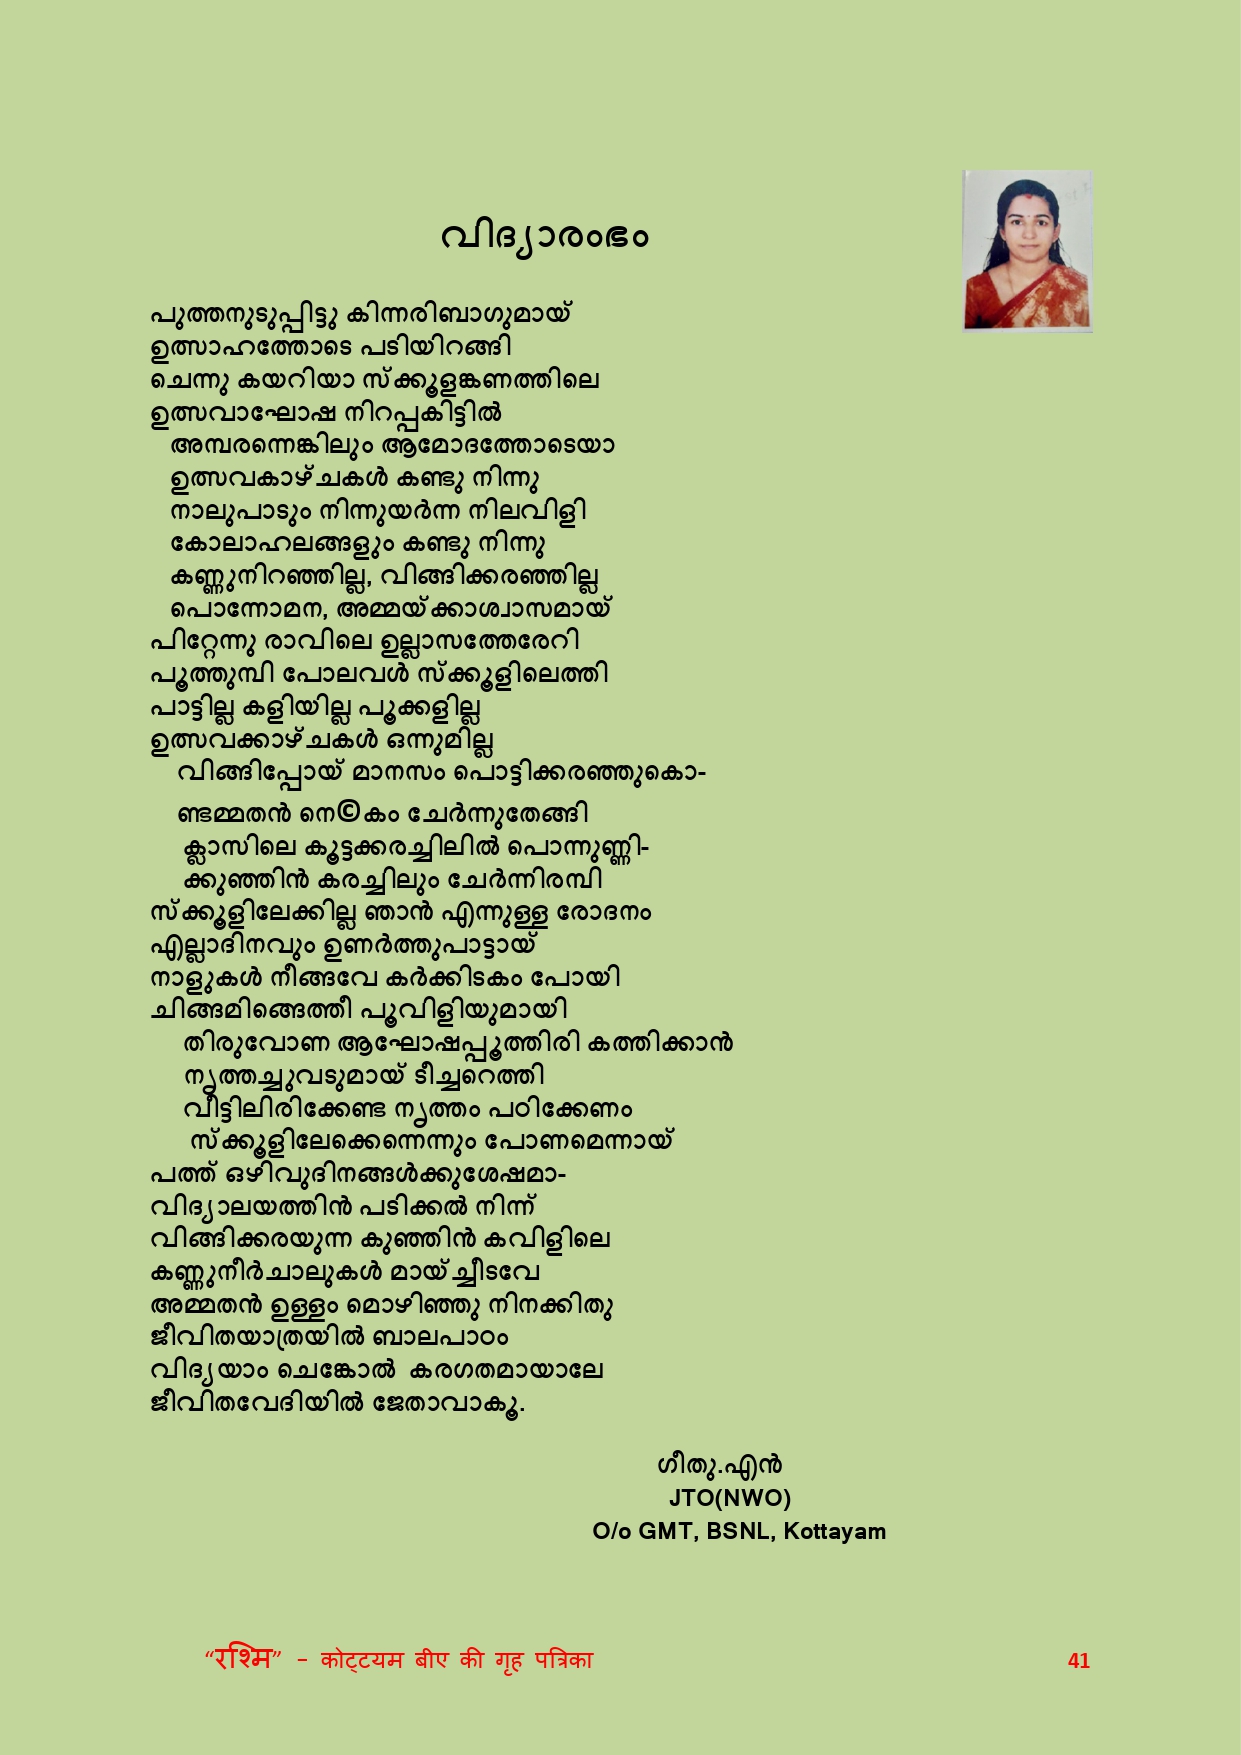 വിദ്യാരംഭം
പുത്തനുടുപ്പിട്ടു കിന്നരിബാഗുമായ്
ഉത്സാഹത്തോടെ പടിയിറങ്ങി
ചെന്നു കയറിയാ സ്ക്കൂളങ്കണത്തിലെ
ഉത്സവാഘോഷ നിറപ്പകിട്ടിൽ
അമ്പരന്നെങ്കിലും ആമോദത്തോടെയാ
ഉത്സവകാഴ്ചകൾ കണ്ടു നിന്നു
നാലുപാടും നിന്നുയർന്ന നിലവിളി
കോലാഹലങ്ങളും കണ്ടു നിന്നു
കണ്ണുനിറഞ്ഞില്ല, വിങ്ങിക്കരഞ്ഞില്ല
പൊന്നോമന, അമ്മയ്ക്കാശ്വാസമായ്
പിറ്റേന്നു രാവിലെ ഉല്ലാസത്തേരേറി
പൂത്തുമ്പി പോലവൾ സ്ക്കൂളിലെത്തി
പാട്ടില്ല കളിയില്ല പൂക്കളില്ല
ഉത്സവക്കാഴ്ചകൾ ഒന്നുമില്ല
വിങ്ങിപ്പോയ് മാനസം പൊട്ടിക്കരഞ്ഞുകൊ-
ണ്ടമ്മതൻ നെ©കം ചേർന്നുതേങ്ങി
ക്ലാസിലെ കൂട്ടക്കരച്ചിലിൽ പൊന്നുണ്ണി-
ക്കുഞ്ഞിൻ കരച്ചിലും ചേർന്നിരമ്പി
സ്ക്കൂളിലേക്കില്ല ഞാൻ എന്നുള്ള രോദനം
എല്ലാദിനവും ഉണർത്തുപാട്ടായ്
നാളുകൾ നീങ്ങവേ കർക്കിടകം പോയി
ചിങ്ങമിങ്ങെത്തീ പൂവിളിയുമായി
തിരുവോണ ആഘോഷപ്പൂത്തിരി കത്തിക്കാൻ
നൃത്തച്ചുവടുമായ് ടീച്ചറെത്തി
വീട്ടിലിരിക്കേണ്ട നൃത്തം പഠിക്കേണം
സ്ക്കൂളിലേക്കെന്നെന്നും പോണമെന്നായ്
പത്ത് ഒഴിവുദിനങ്ങൾക്കുശേഷമാ-
വിദ്യാലയത്തിൻ പടിക്കൽ നിന്ന്
വിങ്ങിക്കരയുന്ന കുഞ്ഞിൻ കവിളിലെ
കണ്ണുനീർചാലുകൾ മായ്ച്ചീടവേ
അമ്മതൻ ഉള്ളം മൊഴിഞ്ഞു നിനക്കിതു
ജീവിതയാത്രയിൽ ബാലപാഠം
വിദ്യയാം ചെങ്കോൽ കരഗതമായാലേ
ജീവിതവേദിയിൽ ജേതാവാകൂ.
ഗീതു.എൻ
JTO(NWO)
O/o GMT, BSNL, Kottayam
“रश्मि” – कोट्टयम बीए की गृह पत्रिका 41